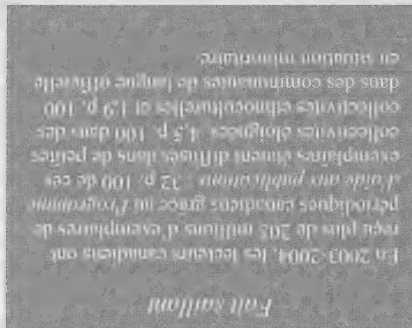 Fait saillant
En 2003-2004, les lecteurs canadiens ont
reçu plus de 205 millions d'exemplaires de
périodiques canadiens grâce au Programme
d'aide aux publications : 32 p. 100 de ces
exemplaires étaient diffusés dans de petites
collectivités éloignées, 4,5 p. 100 dans des
collectivités ethnoculturelles et 1,9 p. 100
dans des communautés de langue officielle
en situation minoritaire.